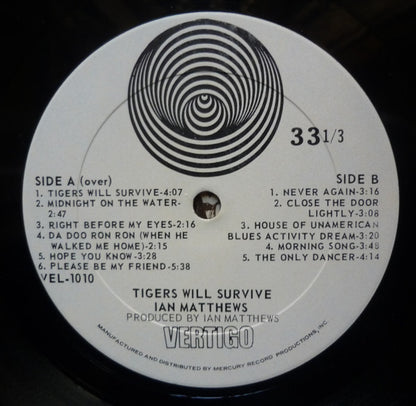 33 1/3
SIDE A (over)
1. TIGERS WILL SURVIVE-4:07
2. MIDNIGHT ON THE WATER-
2:47
3. RIGHT BEFORE MY EYES-2:16
4. DA DOO RON RON (WHEN HE
WALKED ME HOME)-2:15
5. HOPE YOU KNOW-3:28
6. PLEASE BE MY FRIEND-5:38
VEL-1010
SIDE B
1. NEVER AGAIN-3:16
2. CLOSE THE DOOR
LIGHTLY-3:08
3. HOUSE OF UNAMERICAN
BLUES ACTIVITY DREAM-3:20
4. MORNING SONG-3:48
5. THE ONLY DANCER-4:14
TIGERS WILL SURVIVE
IAN MATTHEWS
PRODUCED BY IAN MATTHEWS
VERTIGO
MANUFACTURED AND DISTRIBUTED BY MERCURY RECORD PRODUCTIONS, INC.